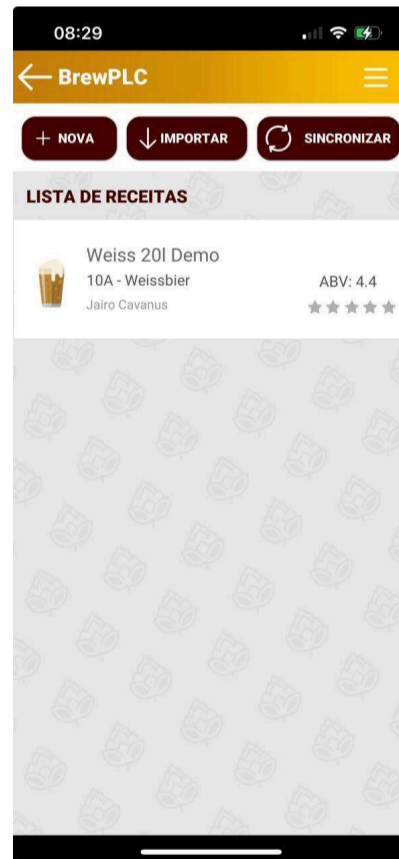 08:29
BrewPLC
NOVA
IMPORTAR
SINCRONIZAR
LISTA DE RECEITAS
Weiss 20l Demo
10A - Weissbier
ABV: 4.4
Jairo Cavanus